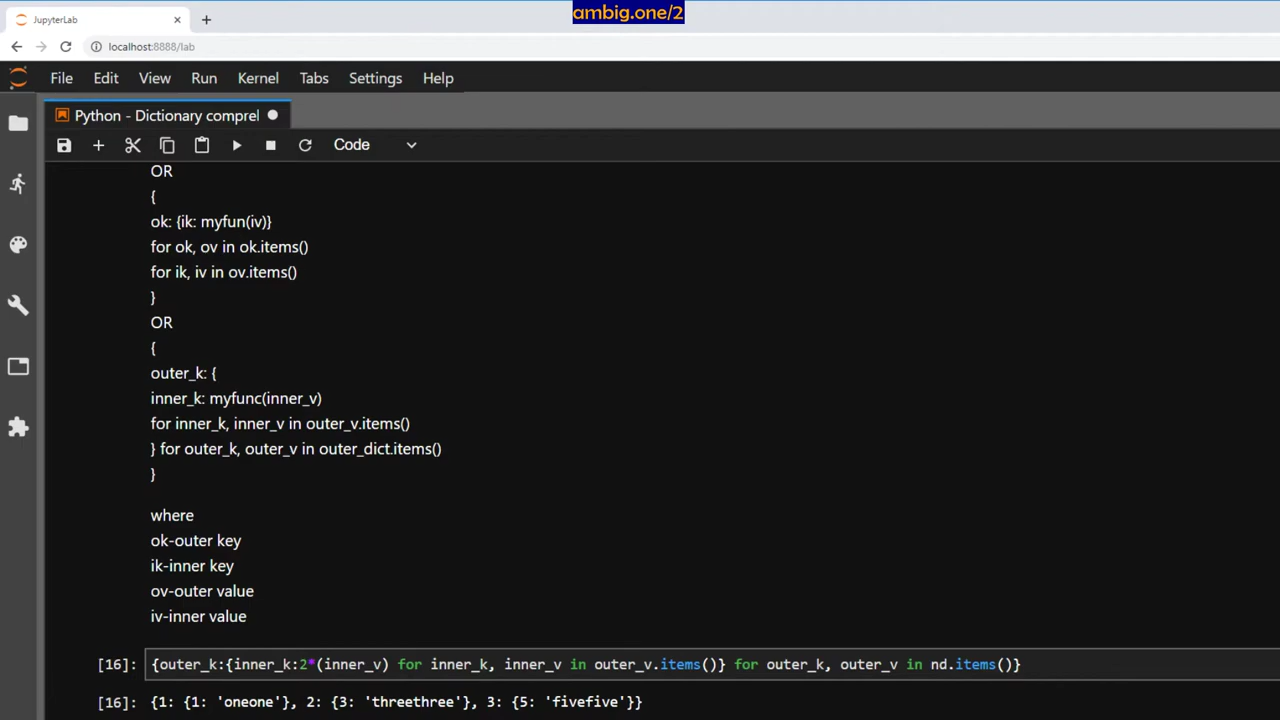 ambig.one/2
JupyterLab
localhost:8888/lab
File Edit View Run Kernel Tabs Settings Help
Python - Dictionary comprel
Code
OR
{
ok: {ik: myfun(iv)}
for ok, ov in ok.items()
for ik, iv in ov.items()
}
OR
{
outer_k: {
inner_k: myfunc(inner_v)
for inner_k, inner_v in outer_v.items()
} for outer_k, outer_v in outer_dict.items()
}
where
ok-outer key
ik-inner key
ov-outer value
iv-inner value
[16]: {outer_k:{inner_k:2*(inner_v) for inner_k, inner_v in outer_v.items()} for outer_k, outer_v in nd.items()}
[16]: {1: {1: 'oneone'}, 2: {3: 'threethree'}, 3: {5: 'fivefive'}}